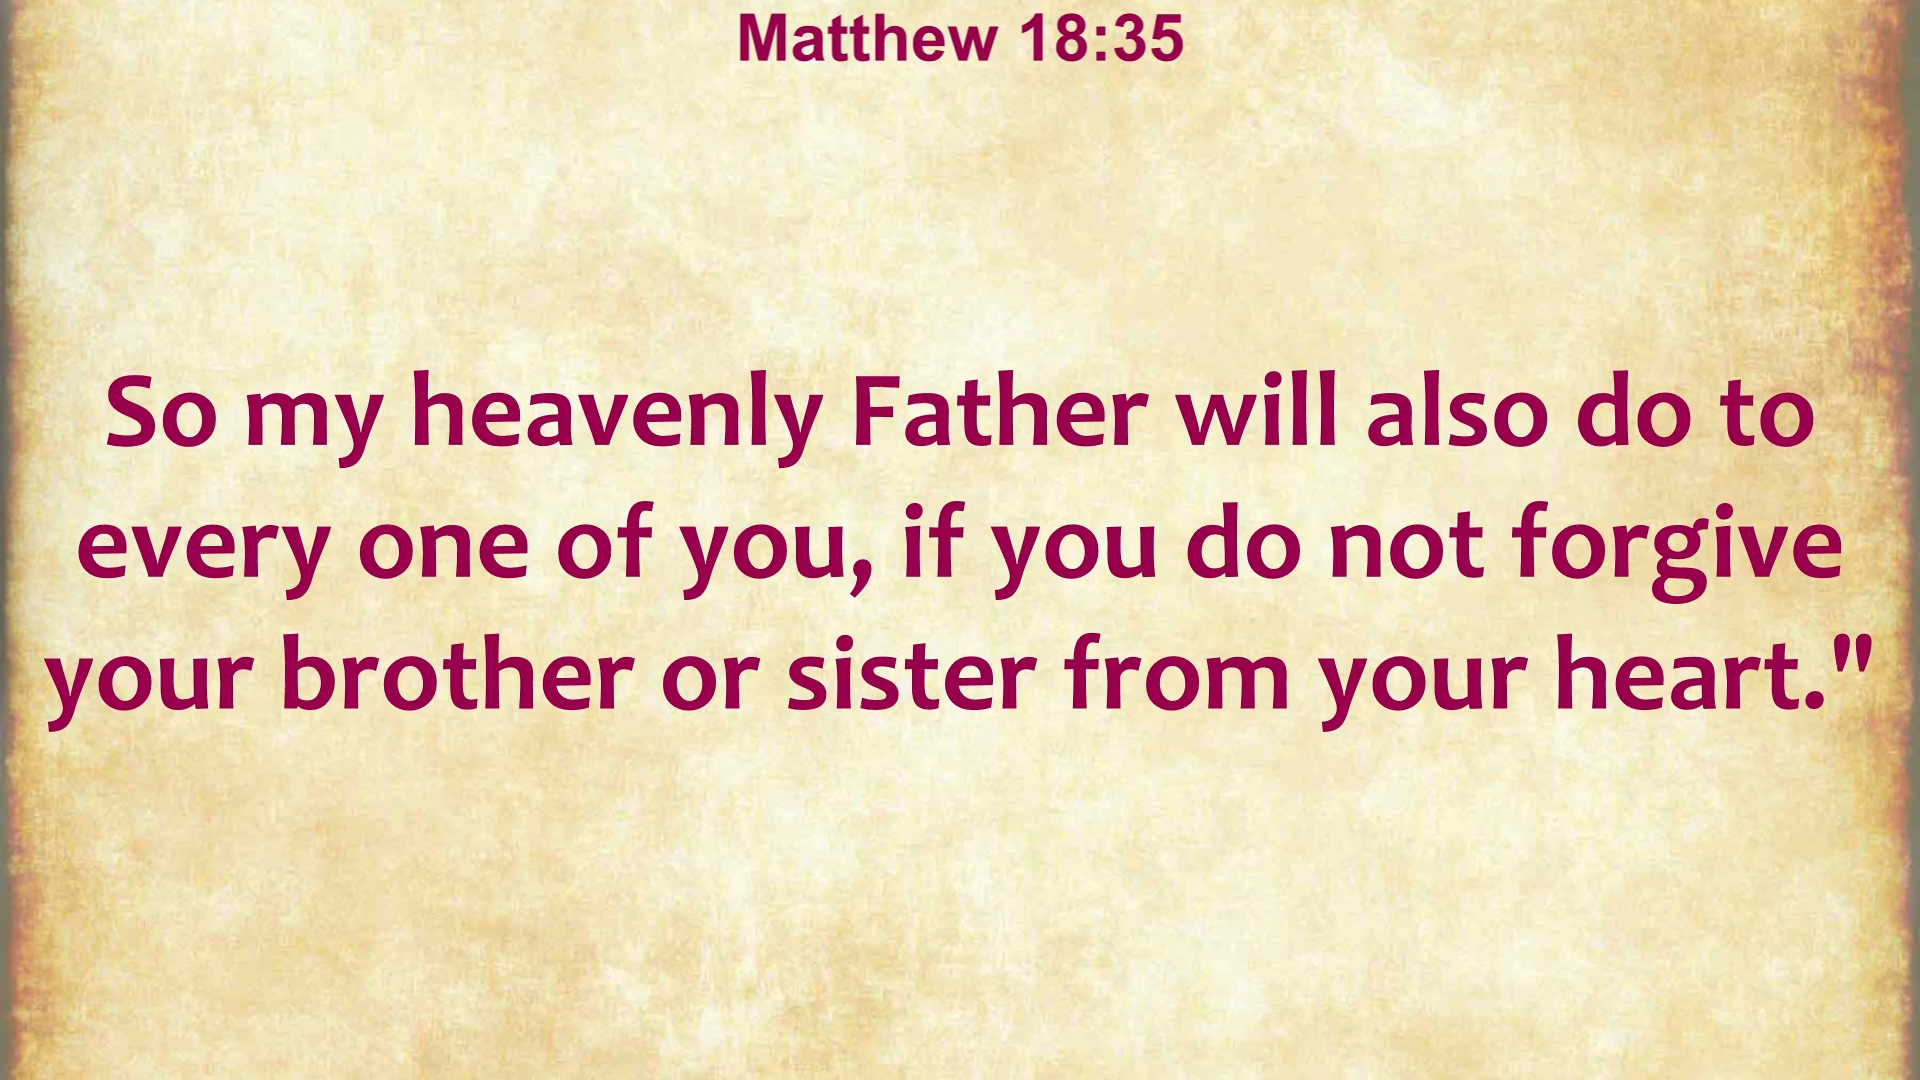 Matthew 18:35
So my heavenly Father will also do to
every one of you, if you do not forgive
your brother or sister from your heart."